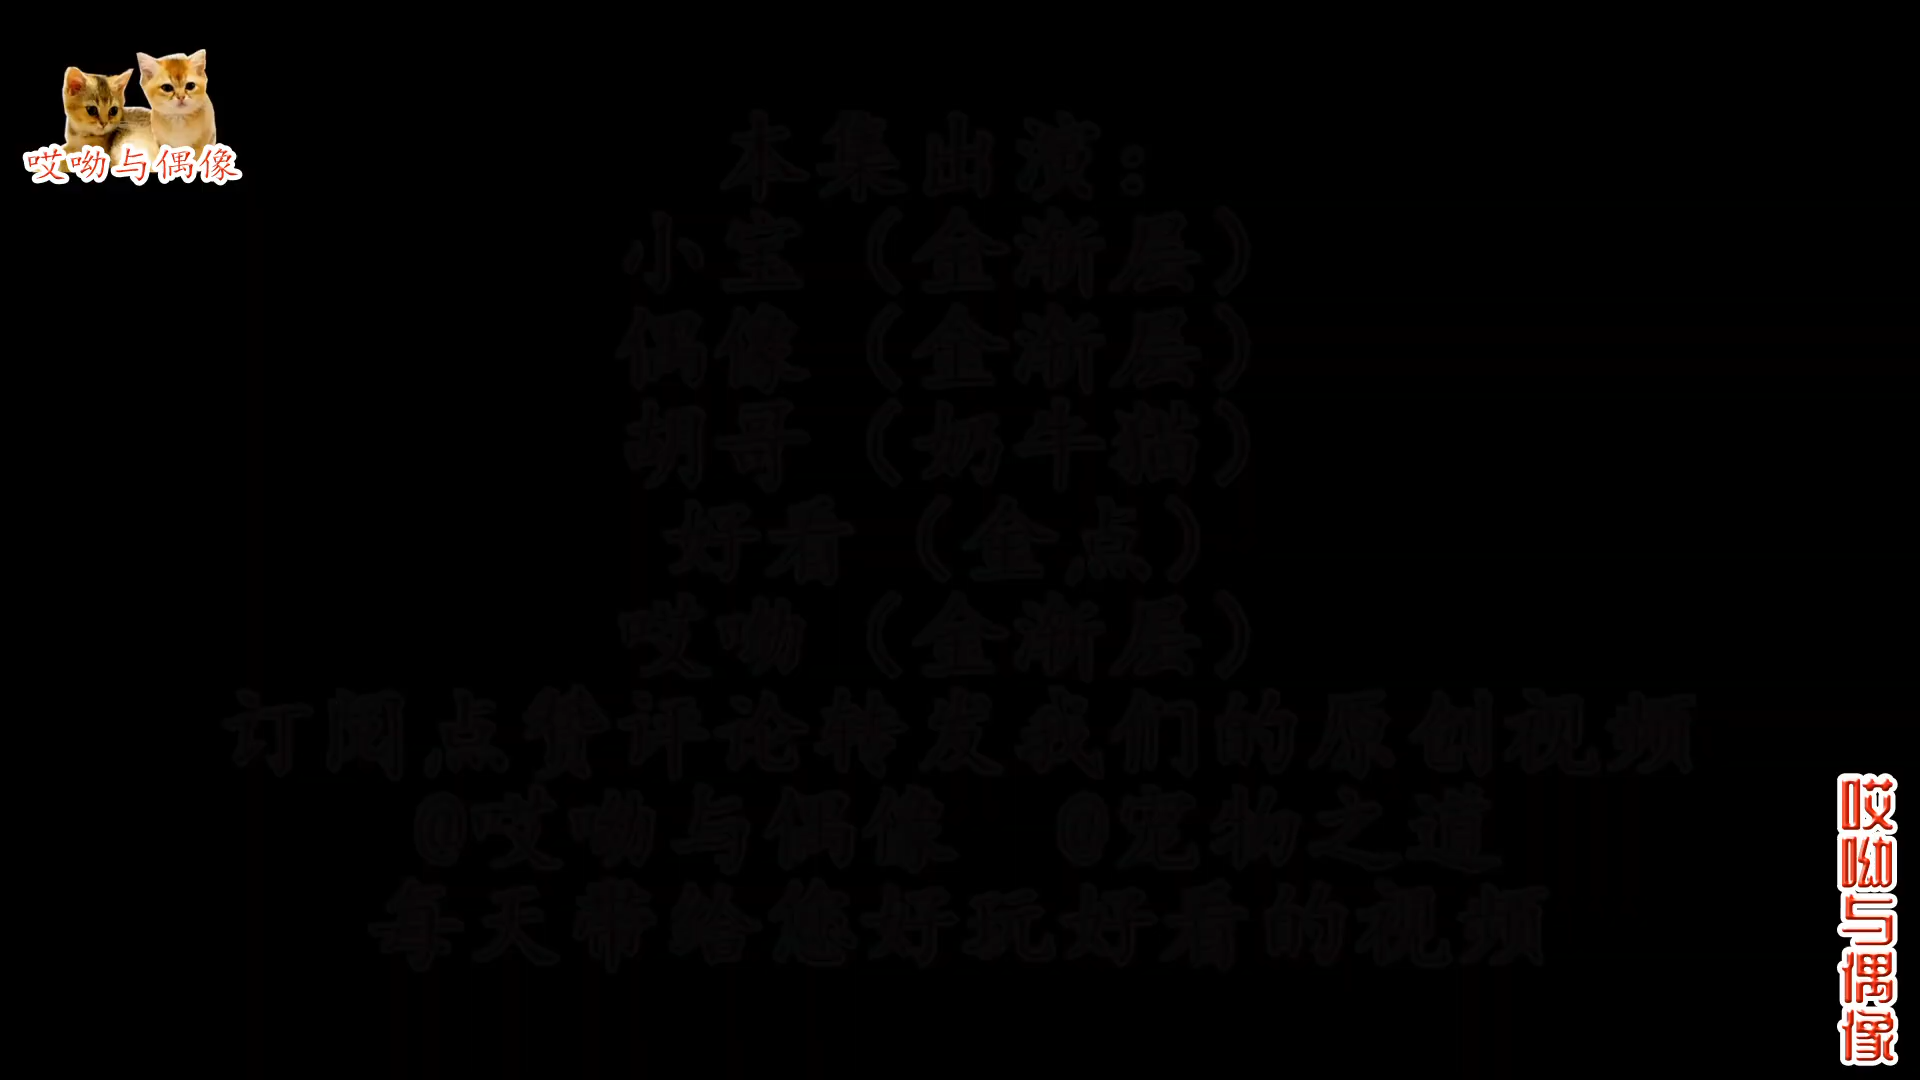 哎呦与偶像
本集出演：
小宝（金渐层）
偶像（金渐层）
胡哥（奶牛猫）
好看（金点）
哎呦（金渐层）
订阅点赞评论转发我们的原创视频
@哎呦与偶像 @宠物之道
每天带给您好玩好看的视频
哎呦与偶像